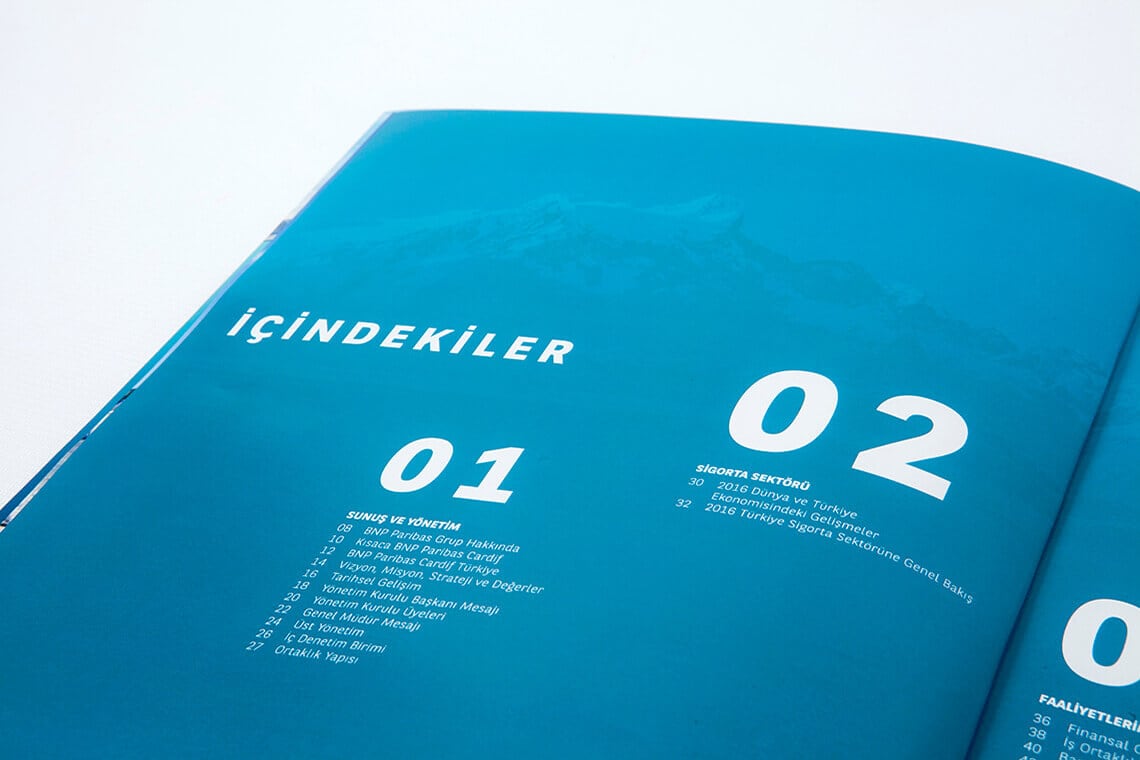 İÇİNDEKİLER
01
SUNUŞ VE YÖNETİM
08 BNP Paribas Grup Hakkında
10 Kısaca BNP Paribas Cardif
12 BNP Paribas Cardif Türkiye
14 Vizyon, Misyon, Strateji ve Değerler
16 Tarihsel Gelişim
18 Yönetim Kurulu Başkanı Mesajı
20 Yönetim Kurulu Üyeleri
22 Genel Müdür Mesajı
24 Üst Yönetim
26 İç Denetim Birimi
27 Ortaklık Yapısı
02
SİGORTA SEKTÖRÜ
30 2016 Dünya ve Türkiye
Ekonomisindeki Gelişmeler
32 2016 Türkiye Sigorta Sektörüne Genel Bakış
0
36 Finansal
38 İş
40